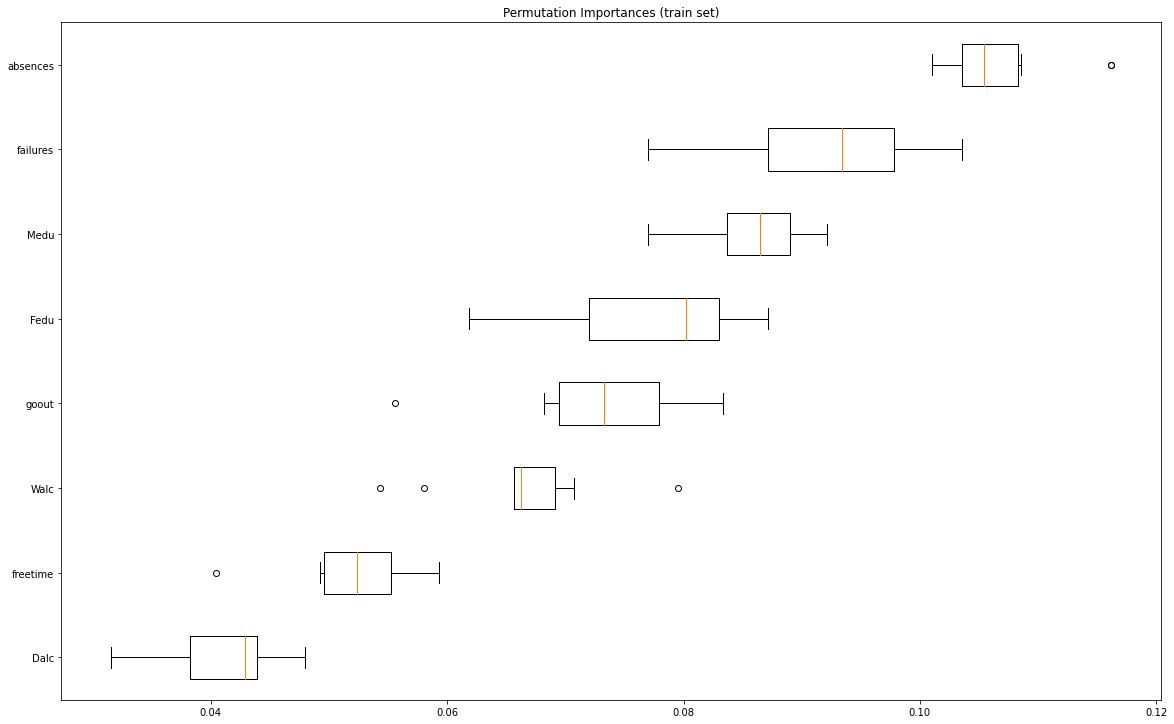 Permutation Importances (train set)
absences
failures
Medu
Fedu
goout
Walc
freetime
Dalc
0.04 0.06 0.08 0.10 0.12